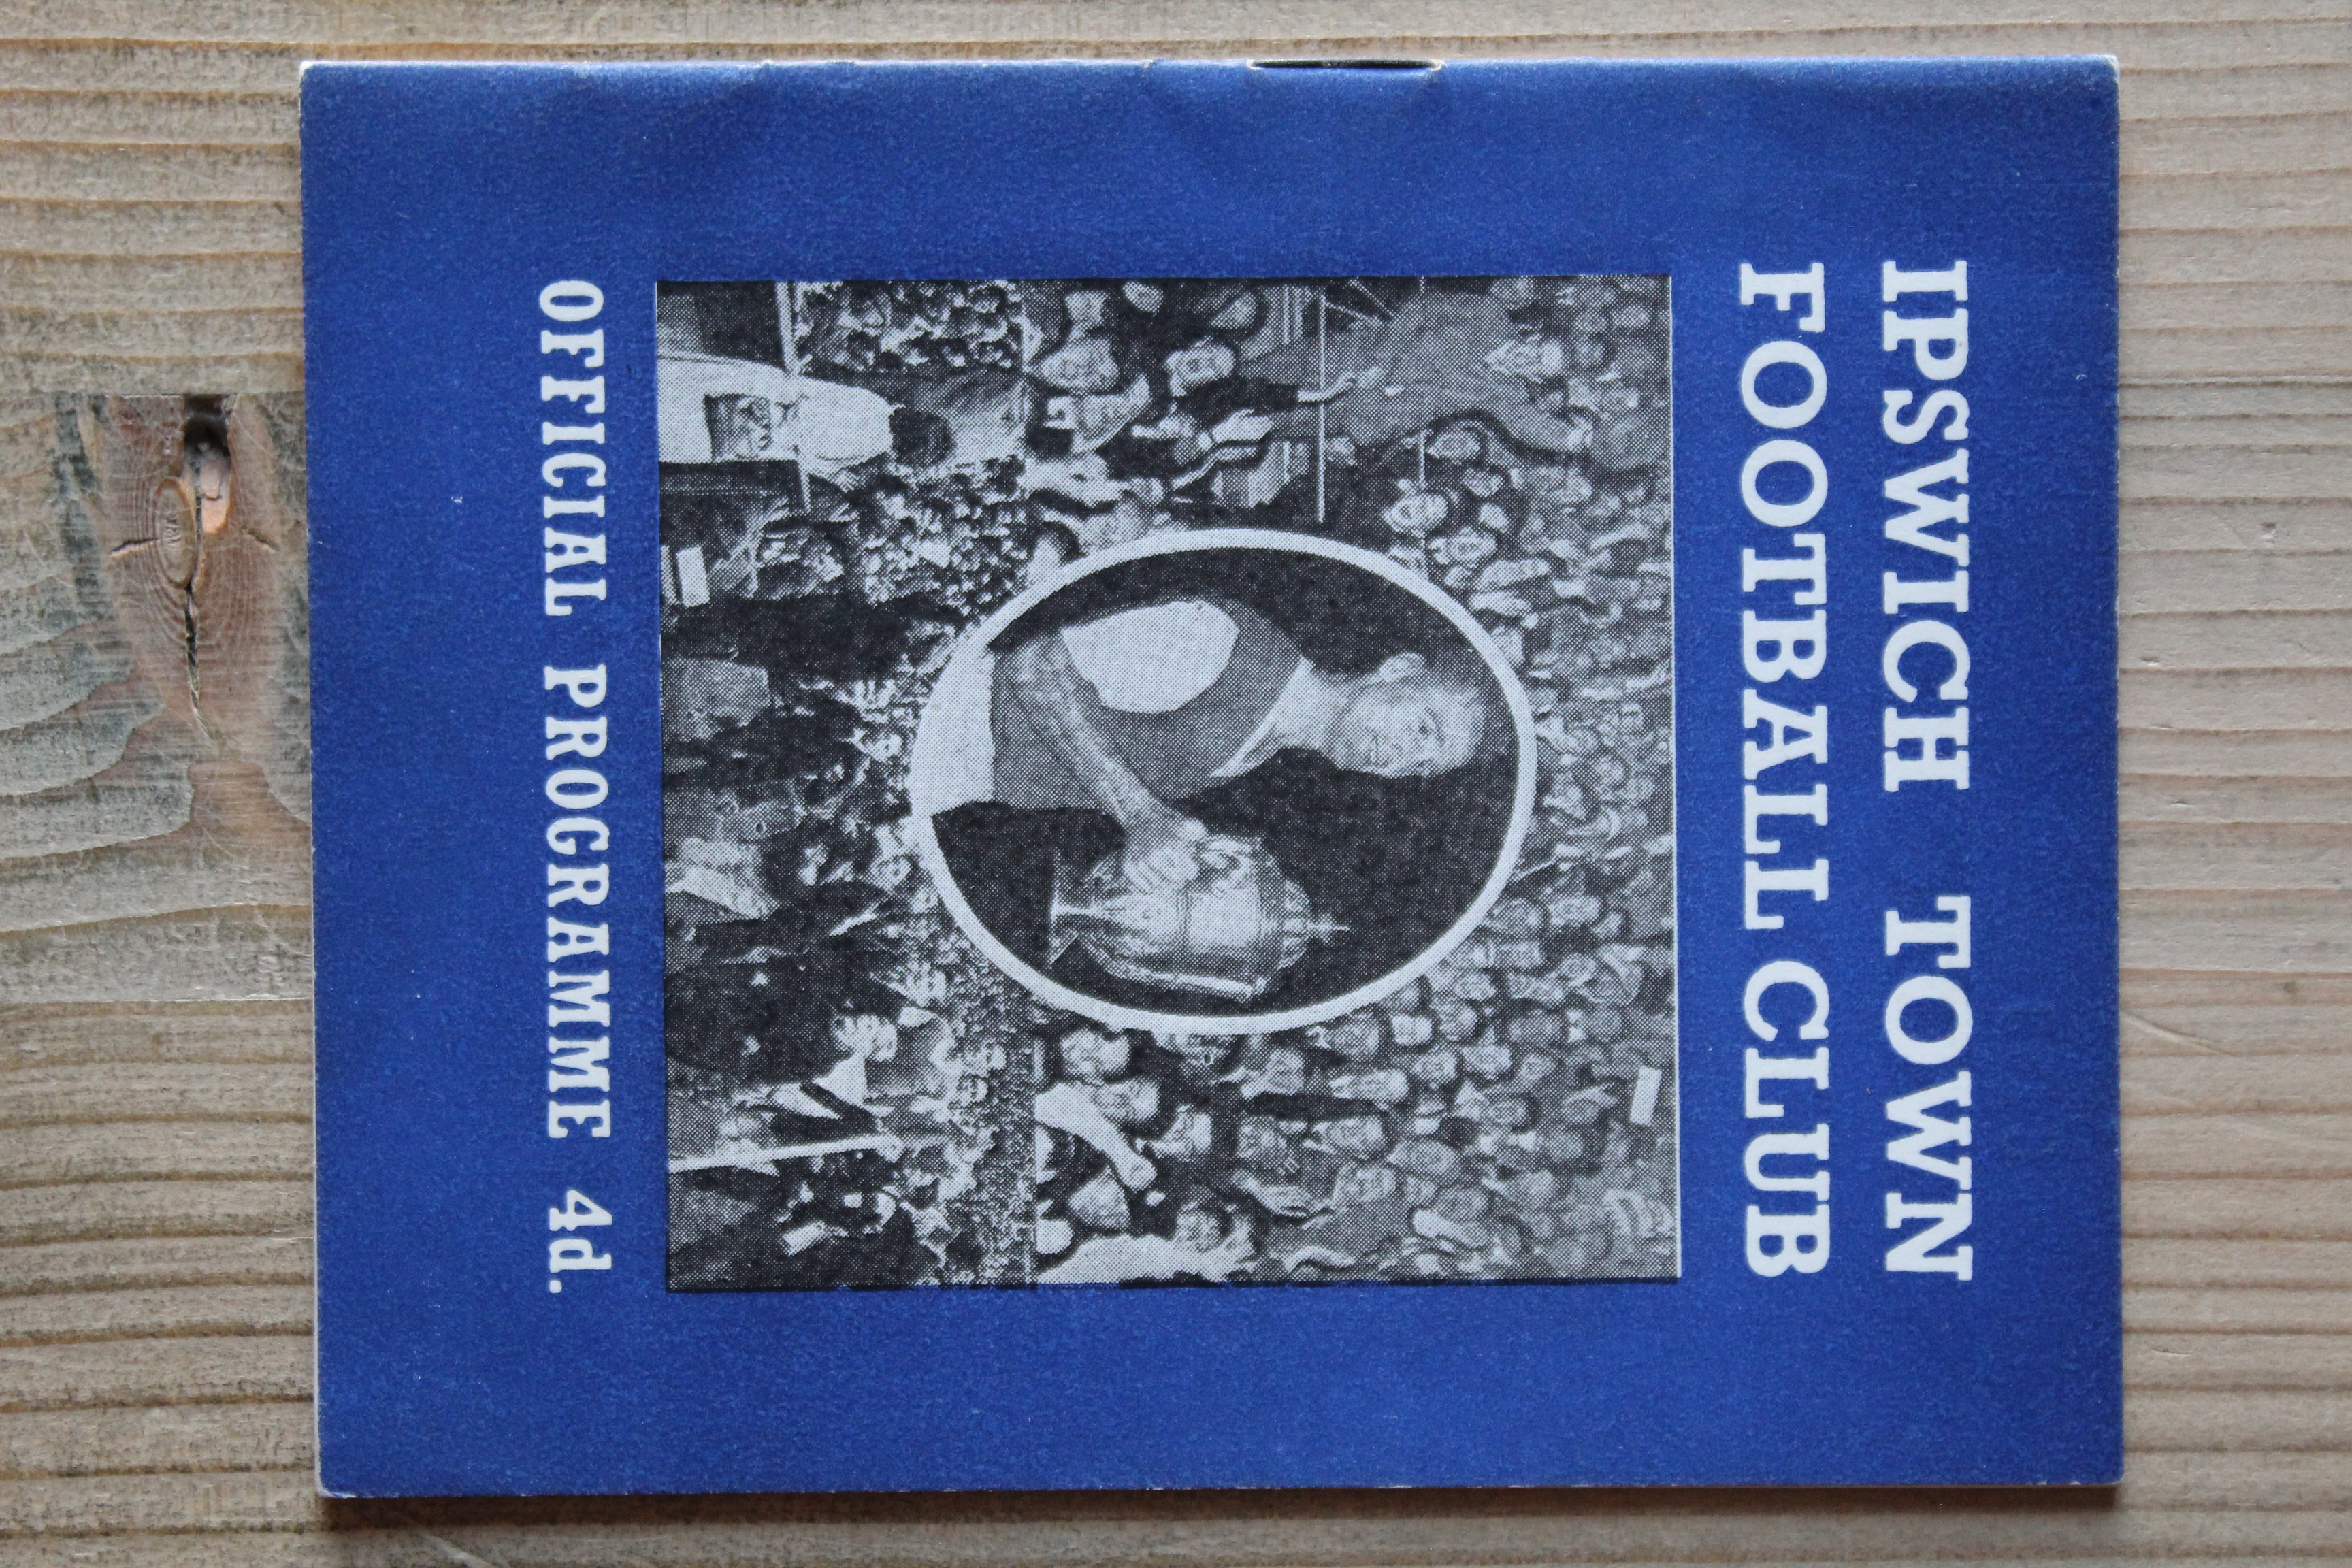 IPSWICH TOWN
FOOTBALL CLUB
OFFICIAL PROGRAMME 4d.